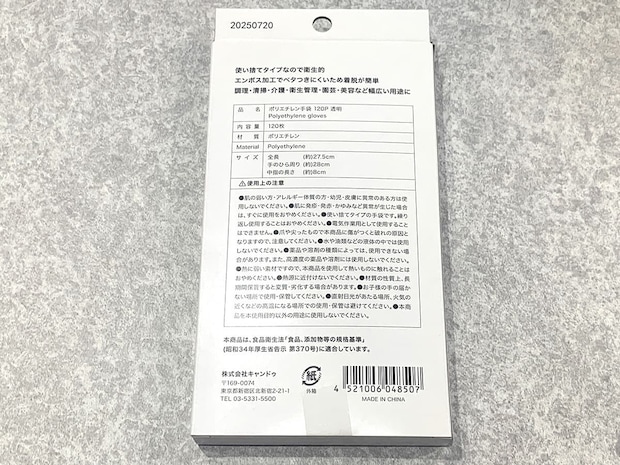 20250720
使い捨てタイプなので衛生的
エンボス加工でベタつきにくいため着脱が簡単
調理・清掃・介護・衛生管理・園芸・美容など幅広い用途に
品 名 ポリエチレン手袋 120P 透明
Polyethylene gloves
内容量 120枚
材 質 ポリエチレン
Material Polyethylene
サイズ 全長 (約)27.5cm
手のひら周り (約)28cm
中指の長さ (約)8cm
⚠使用上の注意
●肌の弱い方・アレルギー体質の方・幼児・皮膚に異常のある方は使
用しないでください。●肌に発疹・発赤・かゆみなど異常が生じた場合
は、すぐに使用をおやめください。●使い捨てタイプの手袋です。繰り
返し使用することはおやめください。●電気作業用として使用すること
はできません。●爪や尖ったもので本商品に傷がつくと破れの原因と
なりますので、注意してください。●水や油類などの液体の中では使用
しないでください。●薬品や溶剤の種類によっては、使用できない場
合があります。また、高濃度の薬品や溶剤には使用しないでください。
●熱に弱い素材ですので、本商品を使用して熱いものに触れることは
おやめください。●熱源に近付けないでください。●材質の性質上、長
期間保管すると変質・劣化する場合があります。●お子様の手の届か
ない場所で使用・保管してください。●直射日光があたる場所、火気の
近くなどの高温になる場所での使用・保管は避けてください。●本商
品を本使用目的以外の用途に使用しないでください。
本商品は、食品衛生法「食品、添加物等の規格基準」
(昭和34年厚生省告示 第370号)に適合しています。
株式会社キャンドゥ
〒169-0074
東京都新宿区北新宿2-21-1
TEL 03-5331-5500
紙
外箱
4 521006 048507
MADE IN CHINA